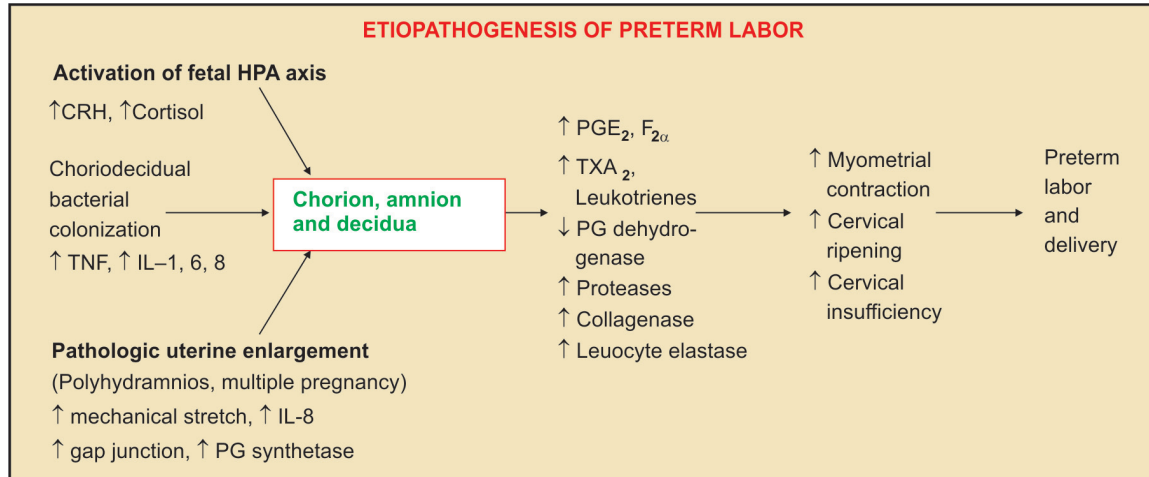 ETIOPATHOGENESIS OF PRETERM LABOR
Activation of fetal HPA axis
↑CRH, ↑Cortisol
Choriodecidual
bacterial
colonization
↑ TNF, ↑ IL–1, 6, 8
Pathologic uterine enlargement
(Polyhydramnios, multiple pregnancy)
↑ mechanical stretch, ↑ IL-8
↑ gap junction, ↑ PG synthetase
Chorion, amnion
and decidua
↑ PGE₂, F₂α
↑ TXA ₂,
Leukotrienes
↓ PG dehydro-
genase
↑ Proteases
↑ Collagenase
↑ Leuocyte elastase
↑ Myometrial
contraction
↑ Cervical
ripening
↑ Cervical
insufficiency
Preterm
labor
and
delivery